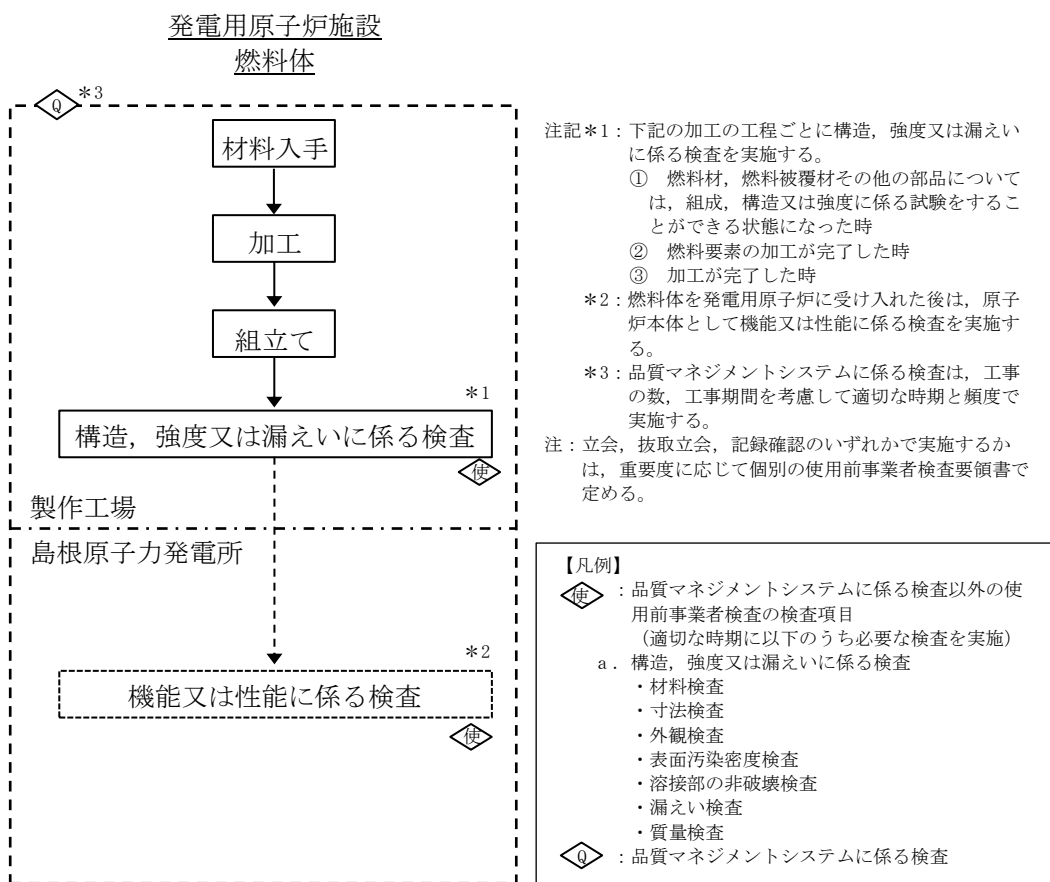 発電用原子炉施設
燃料体
Q
*3
材料入手
加工
組立て
*1
構造，強度又は漏えいに係る検査
使
製作工場
島根原子力発電所
*2
機能又は性能に係る検査
使
注記*1：下記の加工の工程ごとに構造，強度又は漏えい
に係る検査を実施する。
① 燃料材，燃料被覆材その他の部品について
は，組成，構造又は強度に係る試験をするこ
とができる状態になった時
② 燃料要素の加工が完了した時
③ 加工が完了した時
*2：燃料体を発電用原子炉に受け入れた後は，原子
炉本体として機能又は性能に係る検査を実施す
る。
*3：品質マネジメントシステムに係る検査は，工事
の数，工事期間を考慮して適切な時期と頻度で
実施する。
注：立会，抜取立会，記録確認のいずれかで実施するか
は，重要度に応じて個別の使用前事業者検査要領書で
定める。
【凡例】
使 ：品質マネジメントシステムに係る検査以外の使
用前事業者検査の検査項目
（適切な時期に以下のうち必要な検査を実施）
a．構造，強度又は漏えいに係る検査
・材料検査
・寸法検査
・外観検査
・表面汚染密度検査
・溶接部の非破壊検査
・漏えい検査
・質量検査
Q ：品質マネジメントシステムに係る検査